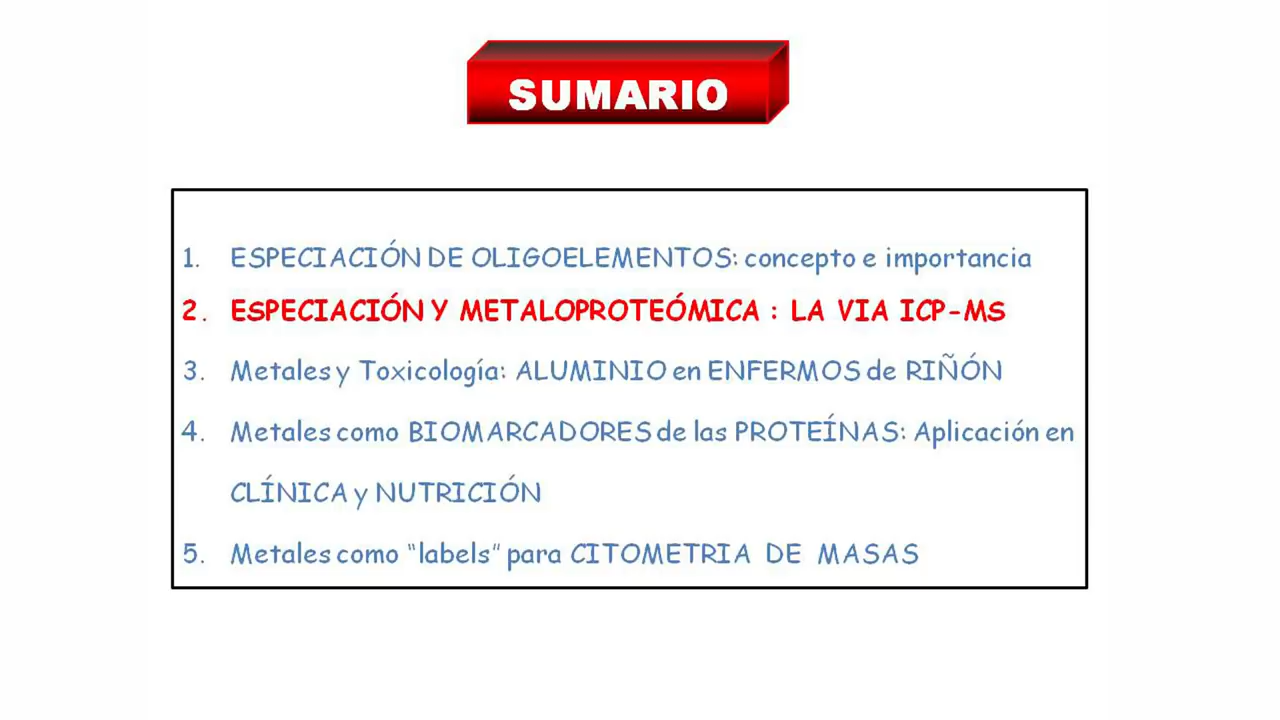 SUMARIO
1. ESPECIACIÓN DE OLIGOELEMENTOS: concepto e importancia
2. ESPECIACIÓN Y METALOPROTEÓMICA : LA VIA ICP-MS
3. Metales y Toxicología: ALUMINIO en ENFERMOS de RIÑÓN
4. Metales como BIOMARCADORES de las PROTEÍNAS: Aplicación en
CLÍNICA y NUTRICIÓN
5. Metales como "labels" para CITOMETRIA DE MASAS